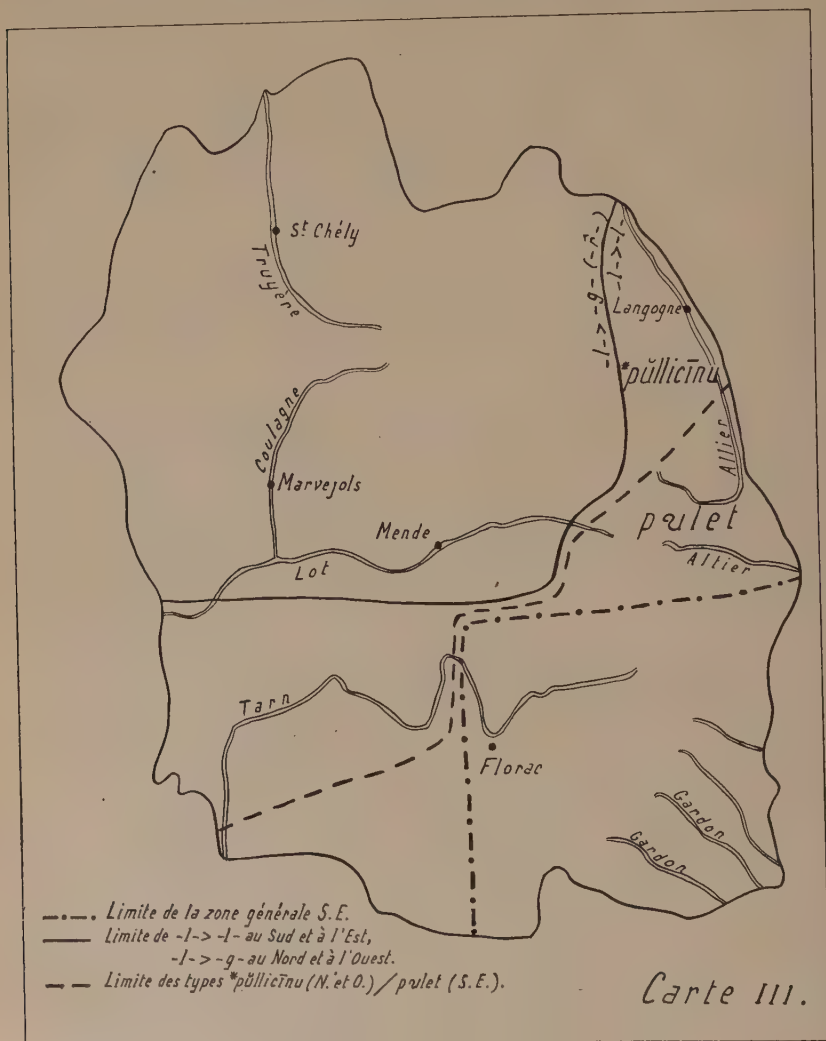 St. Chély
Truyère
-l- > -g- (-r̂-)
-l- > -l-
Langogne
*pŭllicīnu
Coulagne
Allier
Marvejols
pulet
Mende
Altier
Lot
Tarn
Florac
Gardon
Gardon
Limite de la zone générale S.E.
Limite de -l- > -l- au Sud et à l'Est,
-l- > -g- au Nord et à l'Ouest.
Limite des types *pŭllicīnu (N. et O.) / pulet (S.E.).
Carte III.